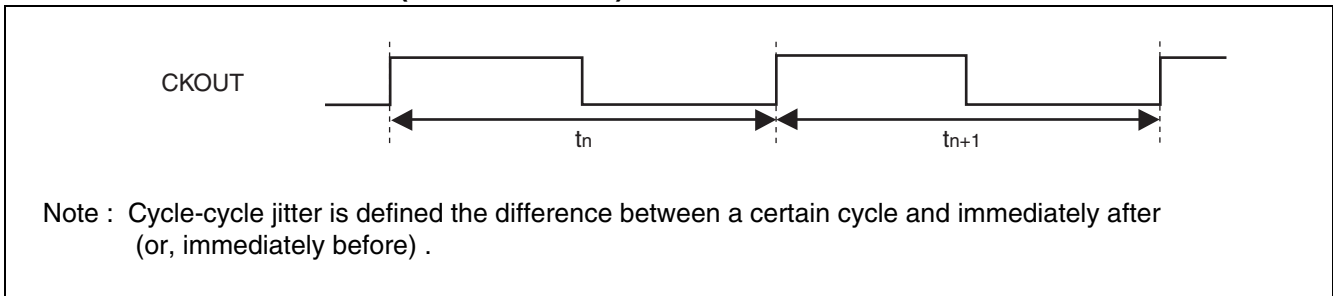 CKOUT
tn
tn+1
Note : Cycle-cycle jitter is defined the difference between a certain cycle and immediately after
(or, immediately before) .